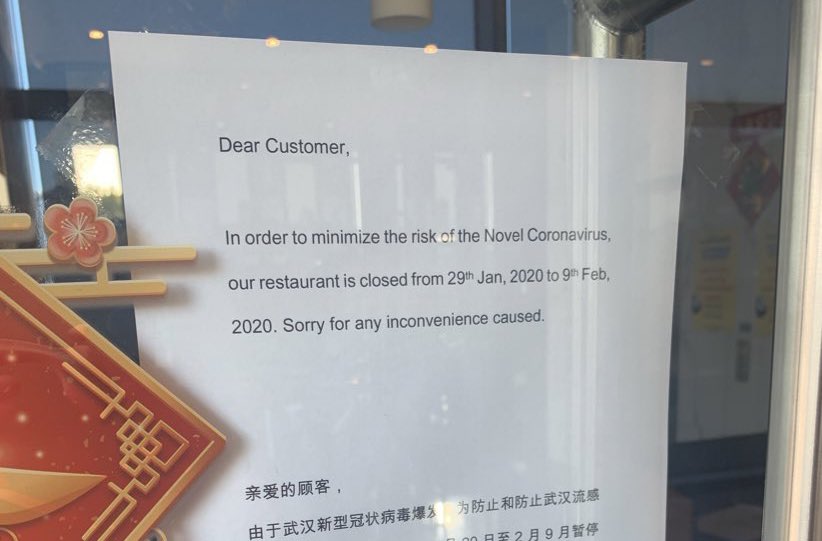 Dear Customer,
In order to minimize the risk of the Novel Coronavirus,
our restaurant is closed from 29th Jan, 2020 to 9th Feb,
2020. Sorry for any inconvenience caused.
亲爱的顾客，
由于武汉新型冠状病毒爆发 为防止和防止武汉流感
月 29 日至 2 月 9 月暂停